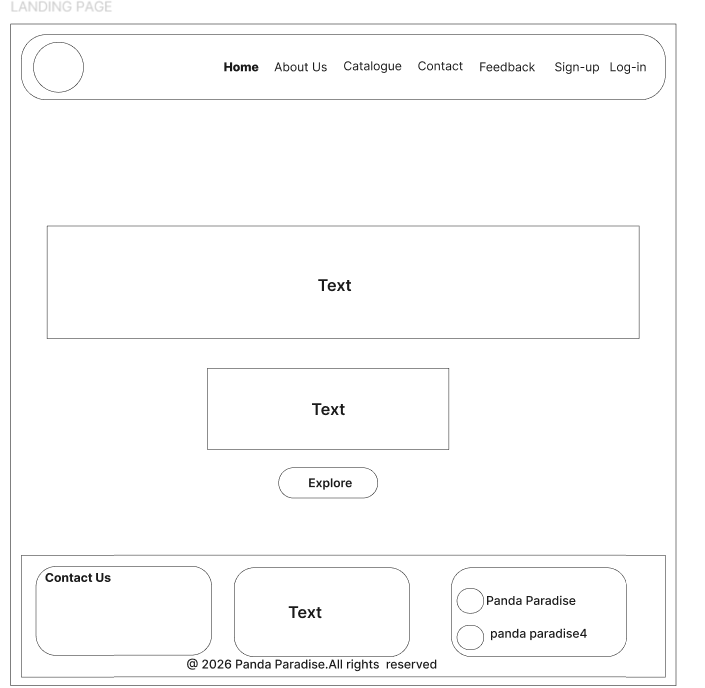 LANDING PAGE
Home About Us Catalogue Contact Feedback Sign-up Log-in
Text
Text
Explore
Contact Us
Text
Panda Paradise
panda paradise4
@ 2026 Panda Paradise.All rights reserved